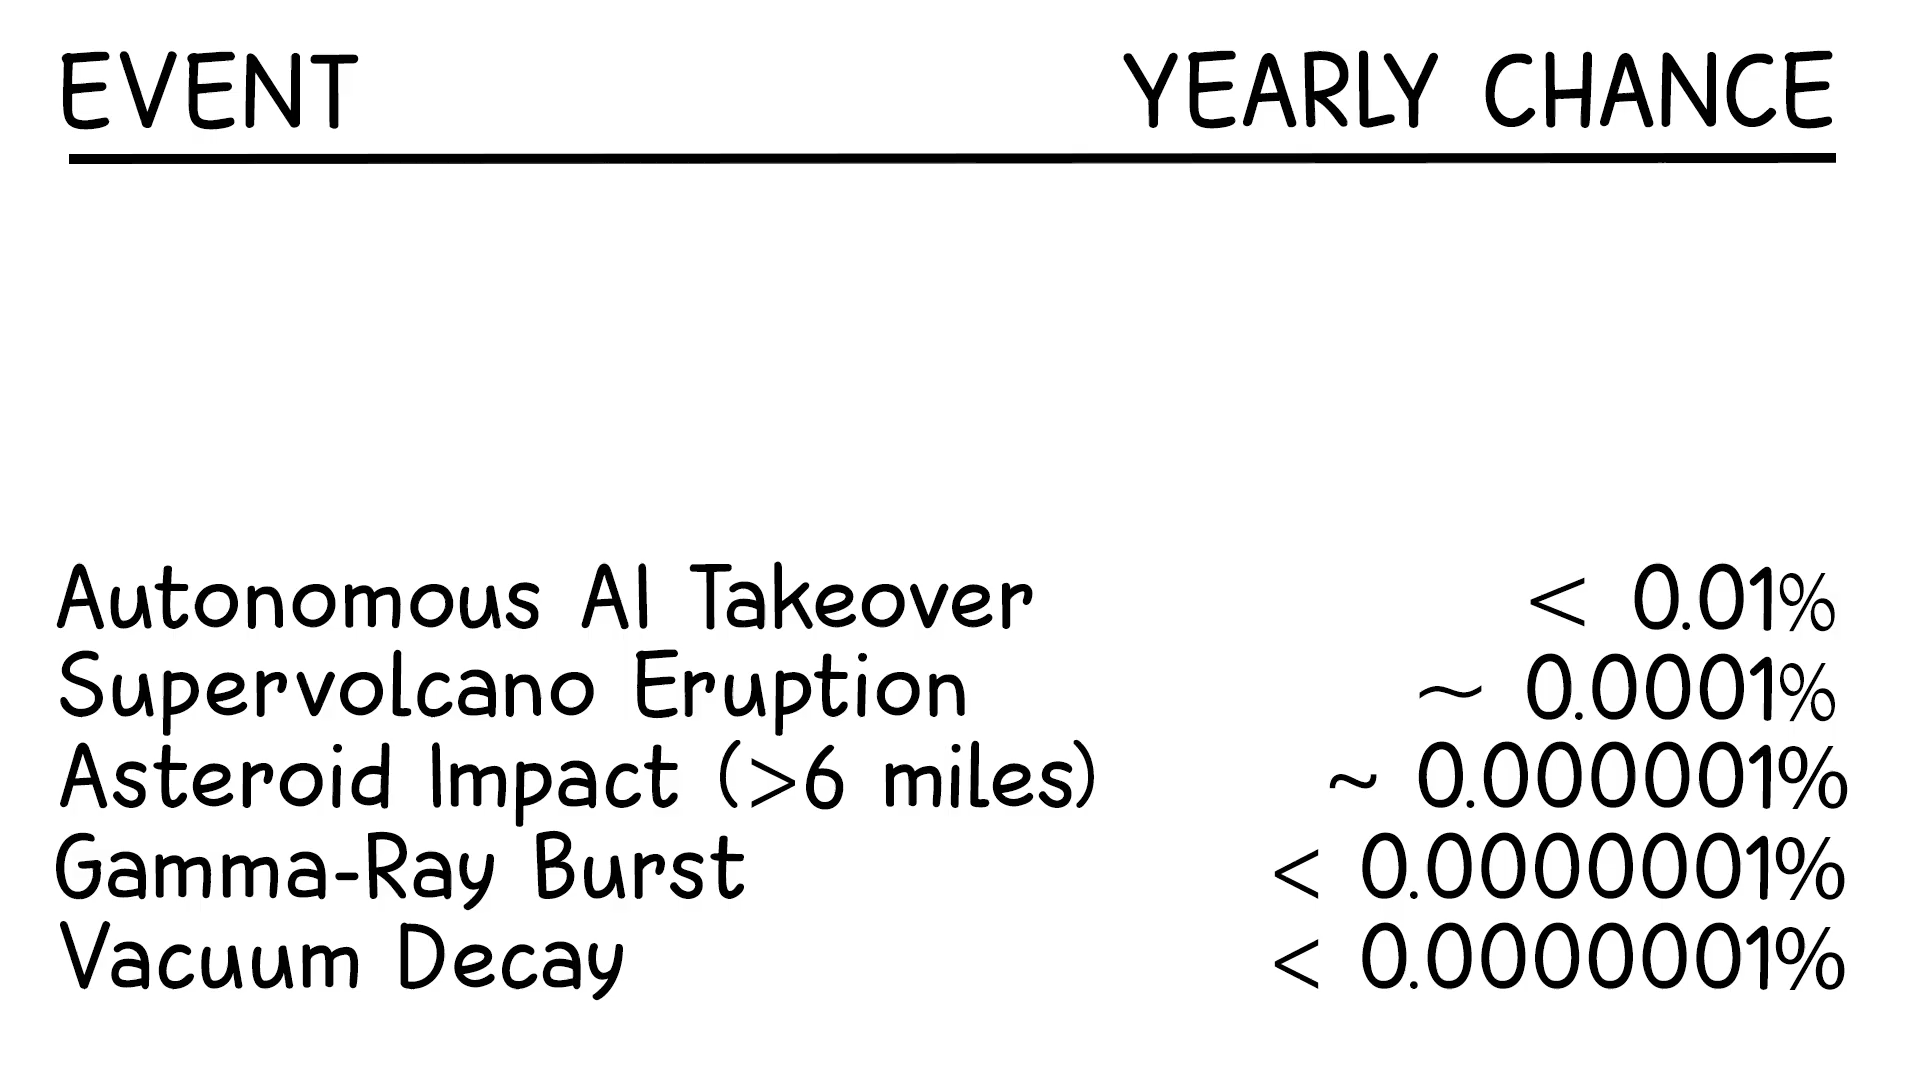 EVENT YEARLY CHANCE
Autonomous AI Takeover < 0.01%
Supervolcano Eruption ~ 0.0001%
Asteroid Impact (>6 miles) ~ 0.000001%
Gamma-Ray Burst < 0.0000001%
Vacuum Decay < 0.0000001%